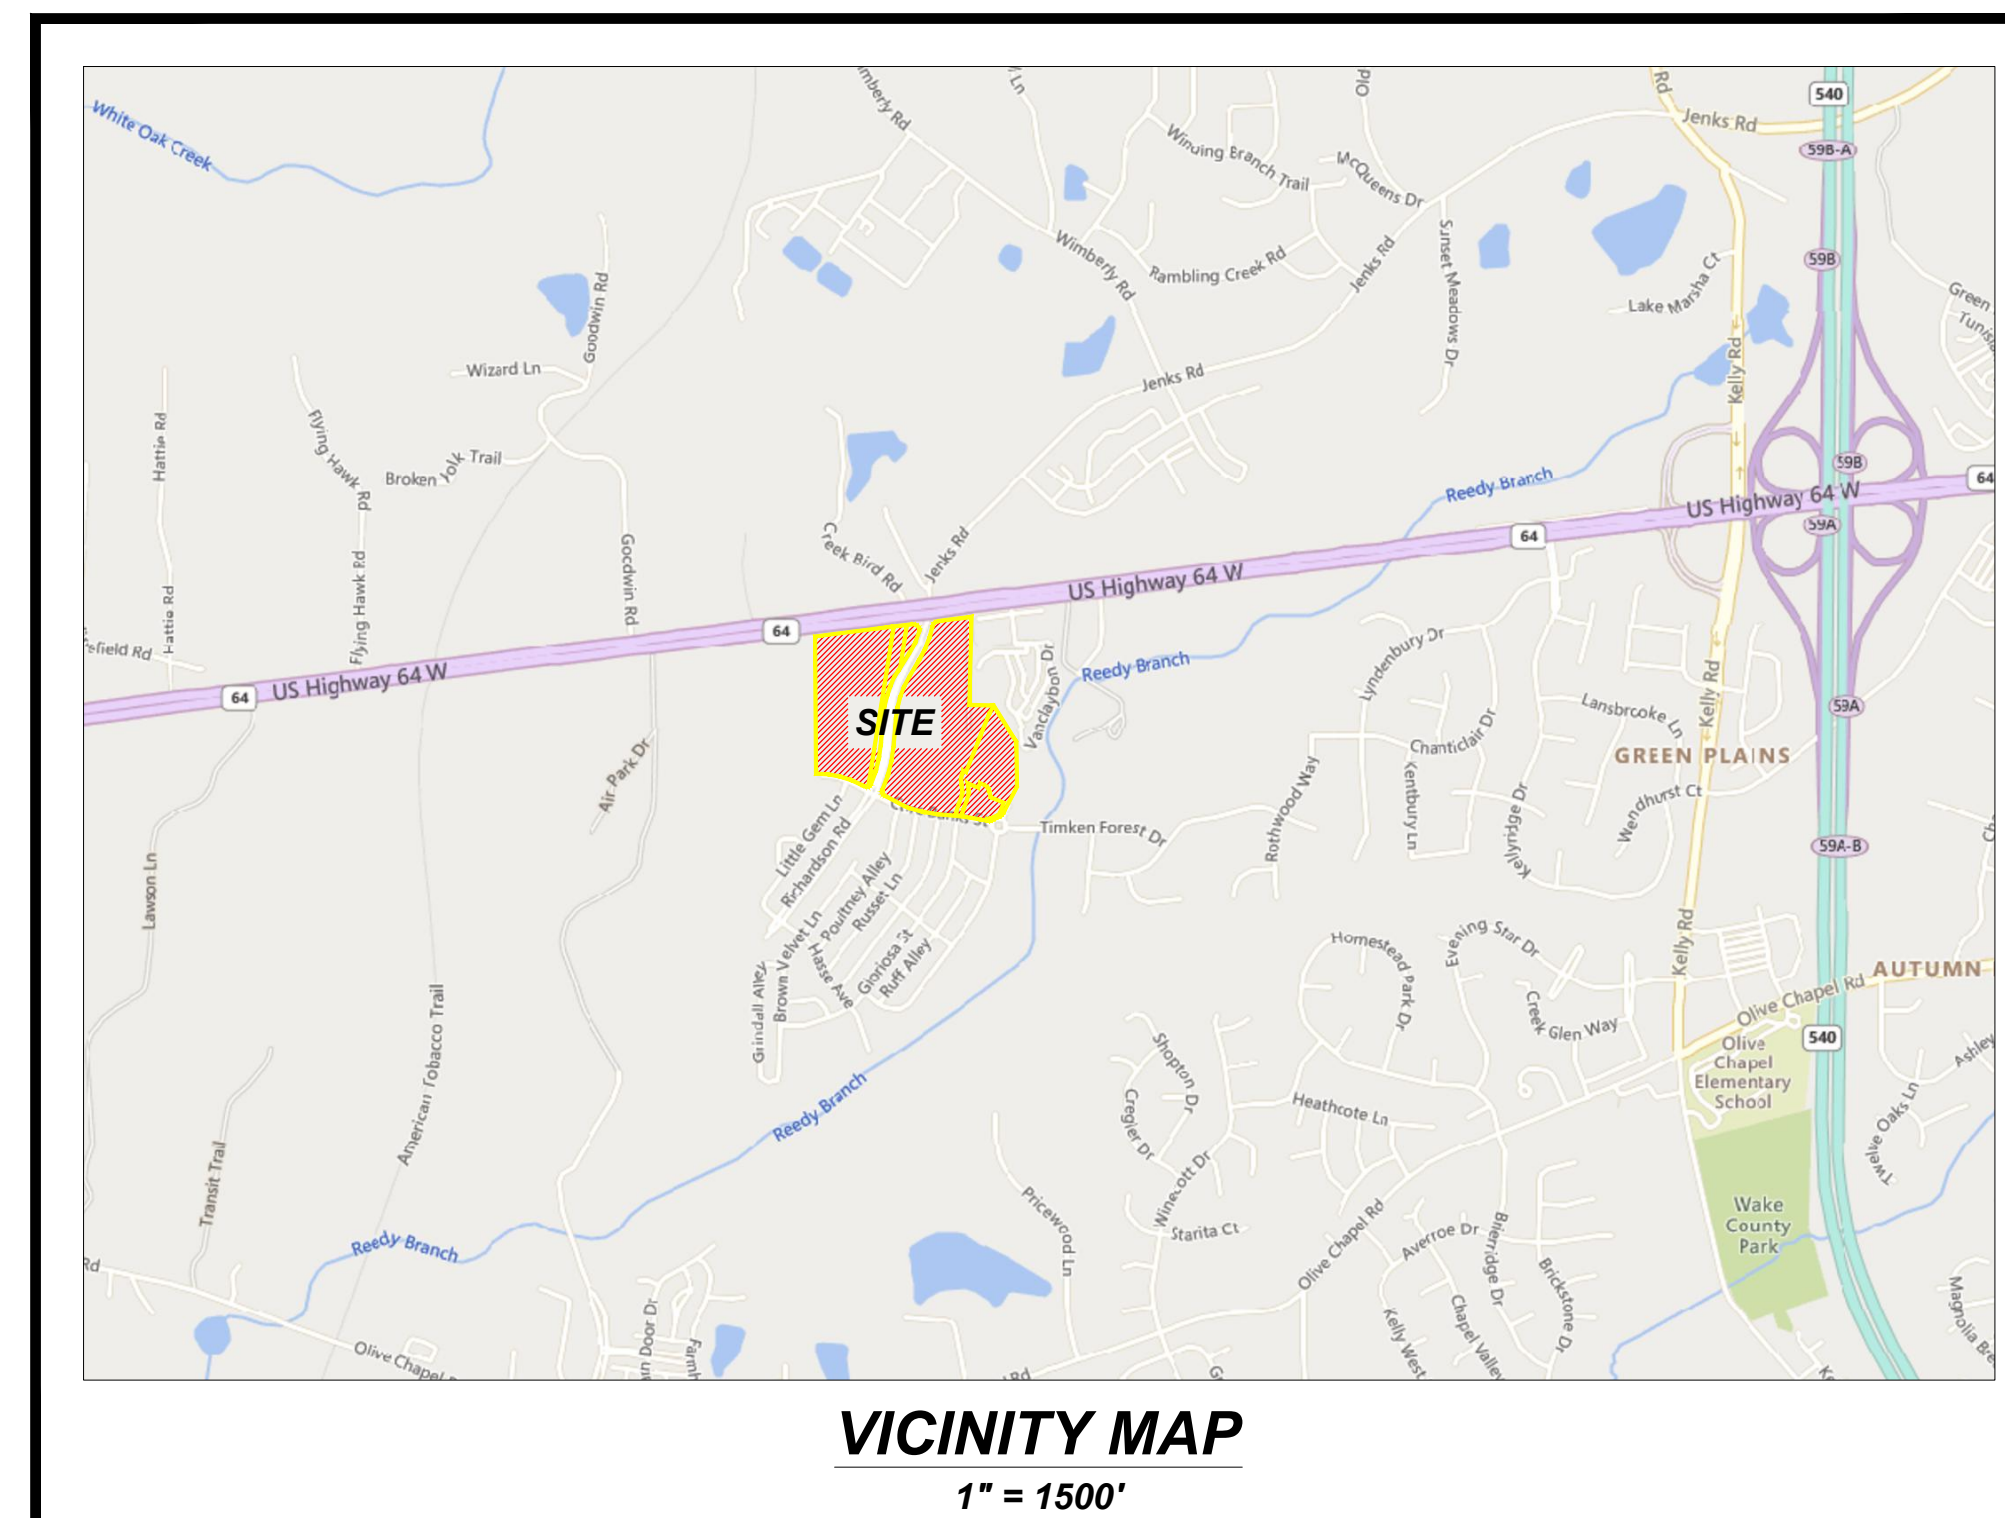 540
Jenks Rd
Rd
Old
Ln
White Oak Creek
Winding Branch Trail
McQueens Dr
59B-A
Wimberly Rd
Rambling Creek Rd
Jenks Rd
Sunset Meadows Dr
59B
Lake Marsha Ct
Green
Goodwin Rd
Wizard Ln
Kelly Rd
Jenks Rd
Hattie Rd
Flying Hawk Rd
Broken Yolk Trail
Reedy Branch
US Highway 64 W
59B
64
59A
64
Creek Bird Rd
Jenks Rd
Goodwin Rd
Flying Hawk Rd
Hattie Rd
US Highway 64 W
64
64
US Highway 64 W
Lyndenbury Dr
Reedy Branch
Vanclaybon Dr
Kelly Rd
Lansbrooke Ln
59A
SITE
Chanticlair Dr
GREEN PLAINS
Air Park Dr
Kentbury Ln
Kellyridge Dr
Wendhurst Ct
Rothwood Way
Little Gem Ln
Richardson Rd
Timken Forest Dr
59A-B
Lawson Ln
Poultney Alley
Russet Ln
Brown Velvet Ln
Hasse Ave
Gloriosa St
Ruff Alley
Grindall Alley
Homestead Park Dr
Evening Star Dr
Kelly Rd
AUTUMN
Olive Chapel Rd
Creek Glen Way
540
American Tobacco Trail
Olive
Chapel
Elementary
School
Ashley
Shopton Dr
Cregier Dr
Heathcote Ln
Reedy Branch
Twelve Oaks Ln
Transit Trail
Winecott Dr
Pricewood Ln
Starita Ct
Olive Chapel Rd
Averroe Dr
Brierridge Dr
Wake
County
Park
Reedy Branch
Rd
Brickstone Dr
Chapel Valley
Kelly West
Olive Chapel
Magnolia
VICINITY MAP
1" = 1500'